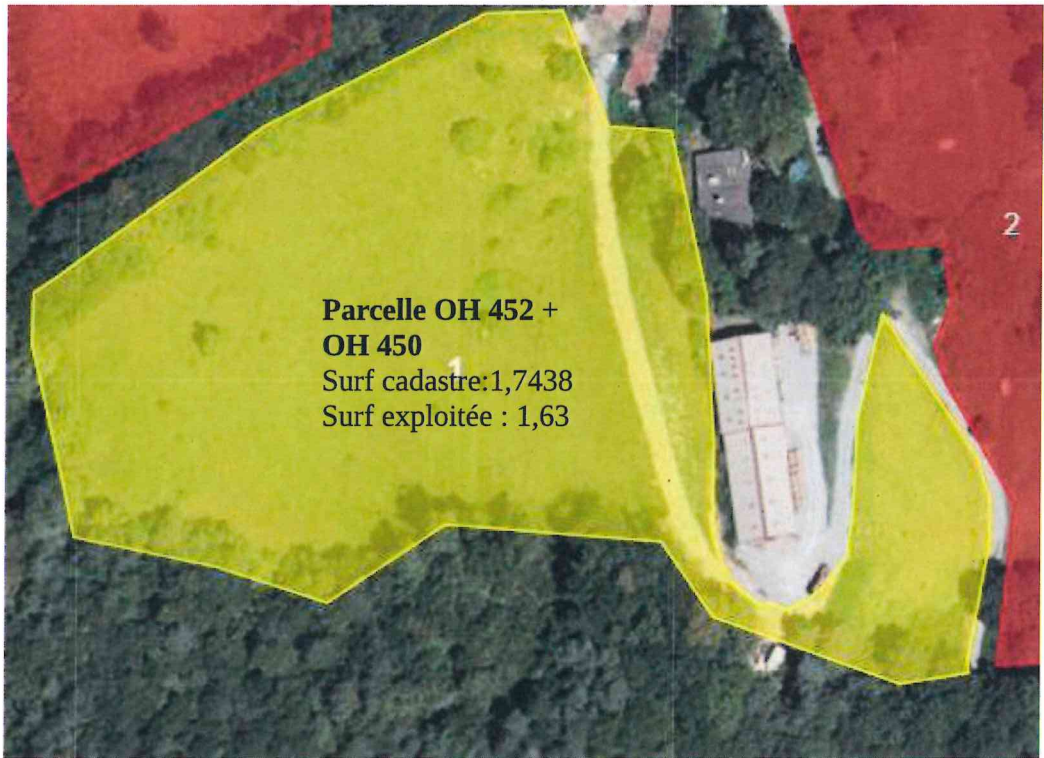 Parcelle OH 452 +
OH 450
1
Surf cadastre:1,7438
Surf exploitée : 1,63
2